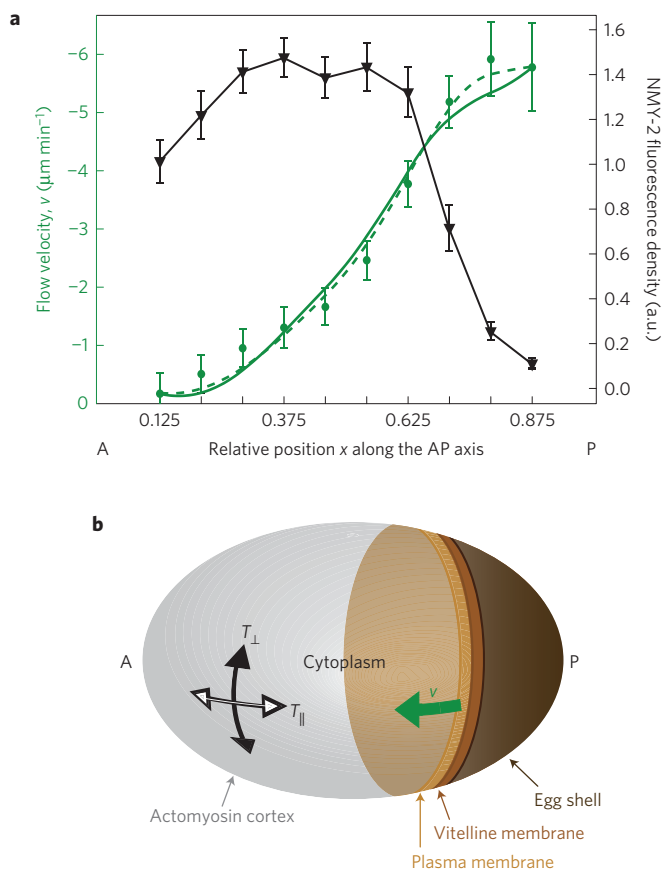 a
−6
−5
−4
−3
−2
−1
0
Flow velocity, v (μm min⁻¹)
1.6
1.4
1.2
1.0
0.8
0.6
0.4
0.2
0.0
NMY-2 fluorescence density (a.u.)
0.125 0.375 0.625 0.875
A Relative position x along the AP axis P
b
T⊥
A Cytoplasm P
T∥
v
Egg shell
Actomyosin cortex
Vitelline membrane
Plasma membrane